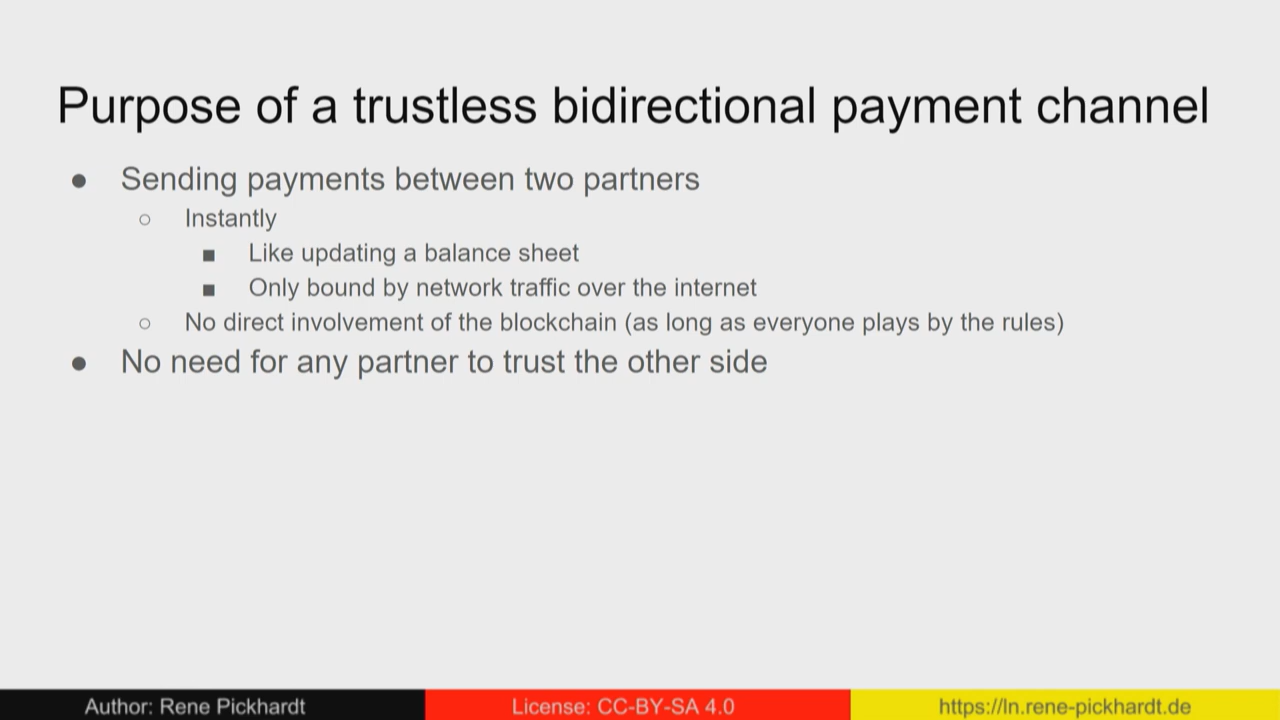 Purpose of a trustless bidirectional payment channel
● Sending payments between two partners
○ Instantly
■ Like updating a balance sheet
■ Only bound by network traffic over the internet
○ No direct involvement of the blockchain (as long as everyone plays by the rules)
● No need for any partner to trust the other side
Author: Rene Pickhardt
License: CC-BY-SA 4.0
https://ln.rene-pickhardt.de